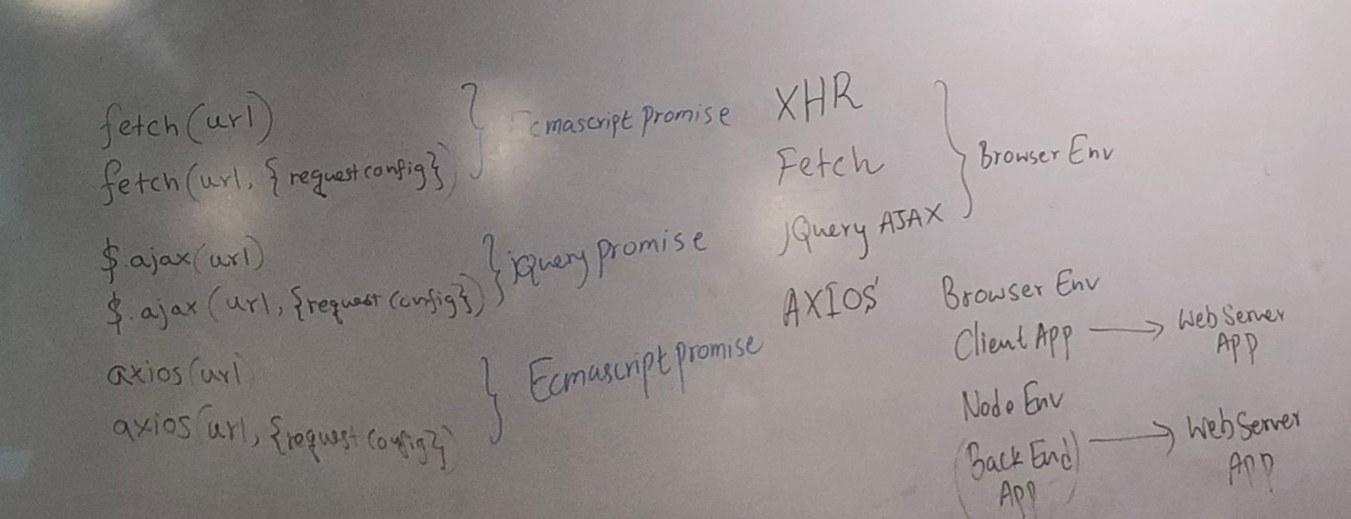 fetch(url)
fetch(url, {request config})
} Ecmascript promise
$.ajax(url)
$.ajax(url, {request config})
} jquery promise
axios(url)
axios(url, {request config})
} Ecmascript promise
XHR
Fetch
jQuery AJAX
} Browser Env
AXIOS
Browser Env
Client App → Web Server
APP
Node Env
(Back End) → Web Server
App APP